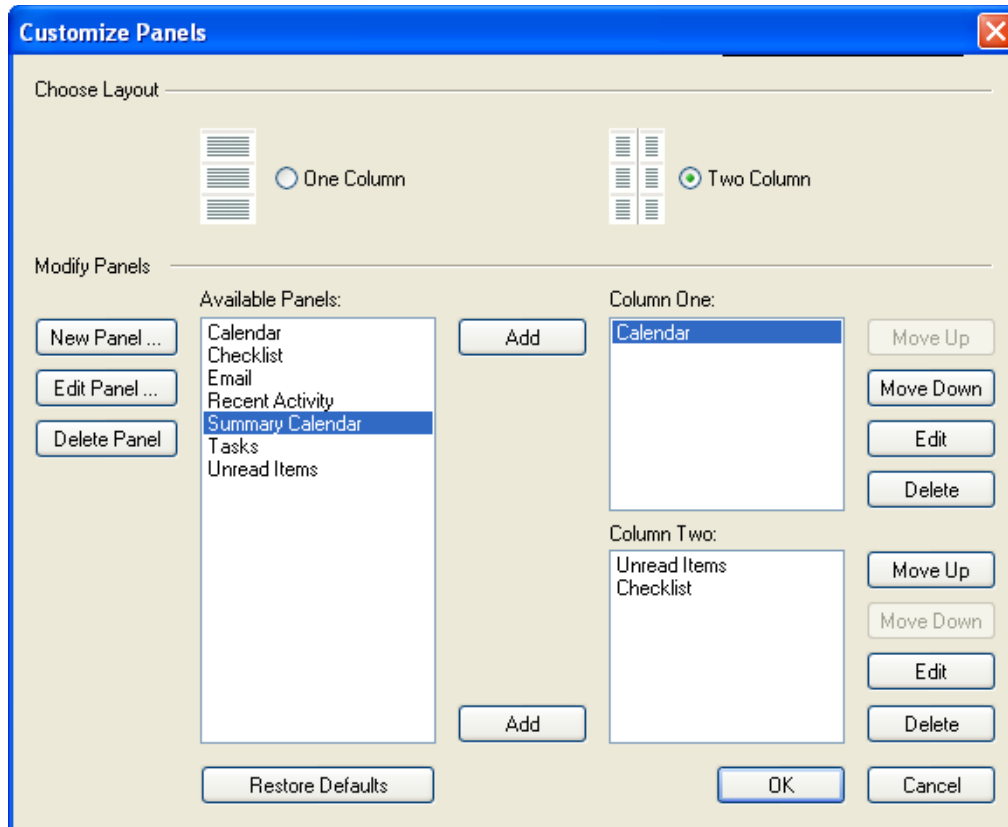 Customize Panels
Choose Layout
One Column
Two Column
Modify Panels
Available Panels:
Column One:
New Panel ...
Edit Panel ...
Delete Panel
Calendar
Checklist
Email
Recent Activity
Summary Calendar
Tasks
Unread Items
Add
Calendar
Move Up
Move Down
Edit
Delete
Column Two:
Unread Items
Checklist
Move Up
Move Down
Edit
Delete
Add
Restore Defaults
OK
Cancel